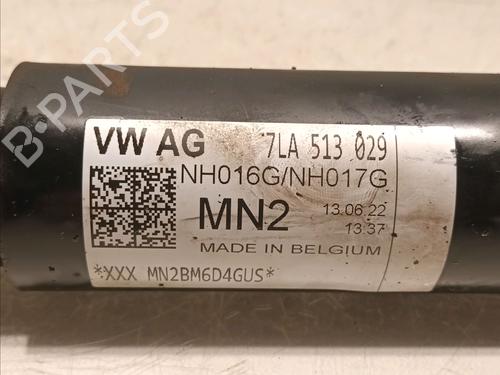 VW AG 7LA 513 029
NH016G/NH017G
MN2 13.06.22
13.37
MADE IN BELGIUM
*XXX MN2BM6D4GUS*
B-PARTS